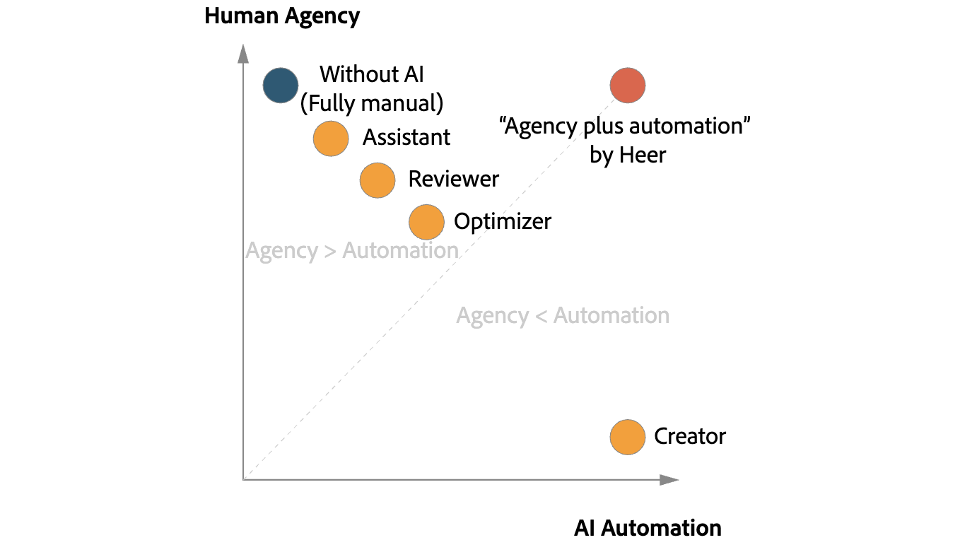 Human Agency
Without AI
(Fully manual)
Assistant
“Agency plus automation”
by Heer
Reviewer
Optimizer
Agency > Automation
Agency < Automation
Creator
AI Automation